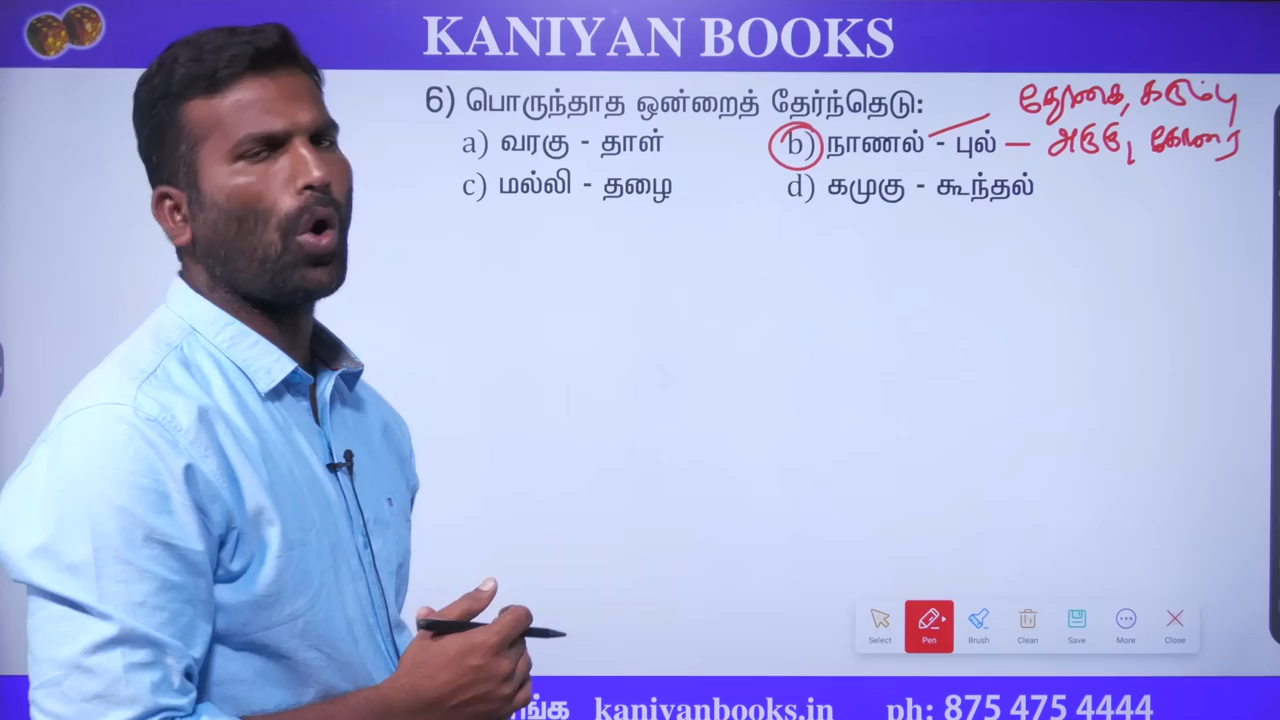 KANIYAN BOOKS
6) பொருந்தாத ஒன்றைத் தேர்ந்தெடு:
தோகை, கரும்பு
a) வரகு - தாள்
b) நாணல் - புல் — அருகு, கோரை
c) மல்லி - தழை
d) கமுகு - கூந்தல்
Select
Pen
Brush
Clean
Save
More
Close
kaniyanbooks.in ph: 875 475 4444